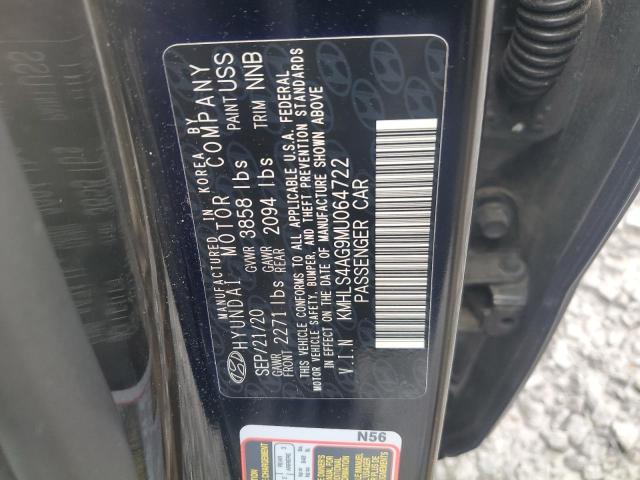 MANUFACTURED IN KOREA BY
HYUNDAI MOTOR COMPANY
SEP/21/20 GVWR 3858 lbs PAINT USS
GAWR FRONT 2271 lbs GAWR REAR 2094 lbs TRIM NNB
THIS VEHICLE CONFORMS TO ALL APPLICABLE U.S.A. FEDERAL
MOTOR VEHICLE SAFETY, BUMPER, AND THEFT PREVENTION STANDARDS
IN EFFECT ON THE DATE OF MANUFACTURE SHOWN ABOVE
V.I.N KMHLS4AG9MU064722
PASSENGER CAR
N56